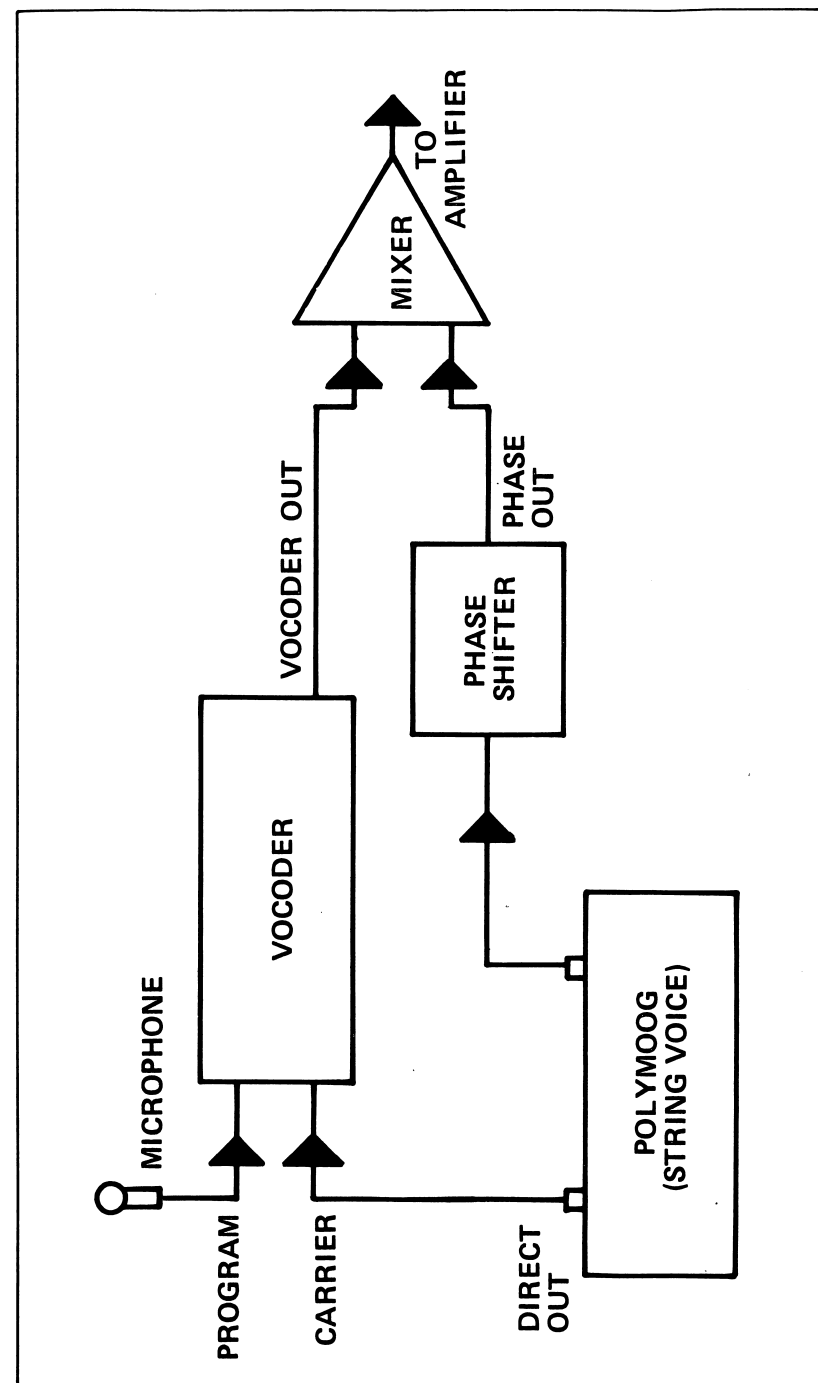 MICROPHONE
PROGRAM
CARRIER
VOCODER
VOCODER OUT
DIRECT
OUT
POLYMOOG
(STRING VOICE)
PHASE
SHIFTER
PHASE
OUT
MIXER
TO
AMPLIFIER